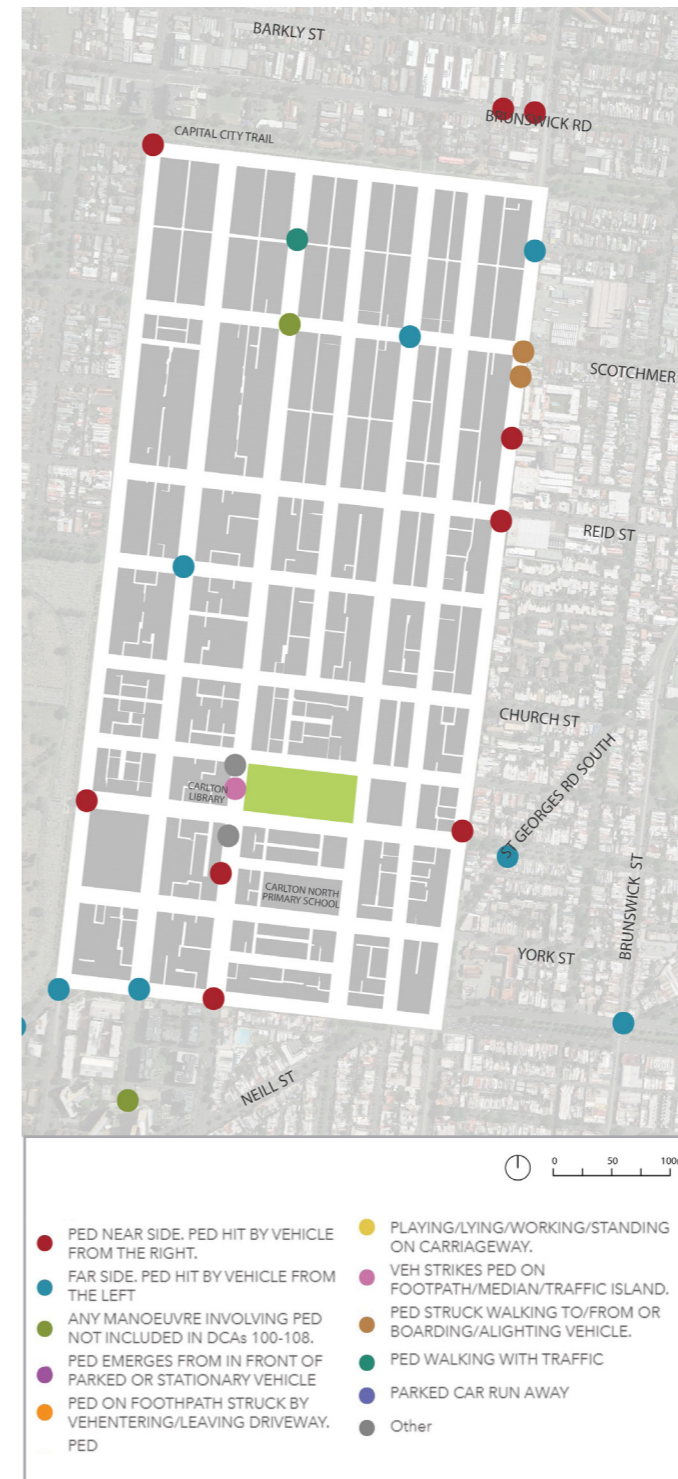 BARKLY ST
BRUNSWICK RD
CAPITAL CITY TRAIL
SCOTCHMER
REID ST
CHURCH ST
ST GEORGES RD SOUTH
CARLTON
LIBRARY
CARLTON NORTH
PRIMARY SCHOOL
BRUNSWICK ST
YORK ST
NEILL ST
0 50 100
PED NEAR SIDE. PED HIT BY VEHICLE
FROM THE RIGHT.
FAR SIDE. PED HIT BY VEHICLE FROM
THE LEFT
ANY MANOEUVRE INVOLVING PED
NOT INCLUDED IN DCAs 100-108.
PED EMERGES FROM IN FRONT OF
PARKED OR STATIONARY VEHICLE
PED ON FOOTHPATH STRUCK BY
VEHENTERING/LEAVING DRIVEWAY.
PED
PLAYING/LYING/WORKING/STANDING
ON CARRIAGEWAY.
VEH STRIKES PED ON
FOOTPATH/MEDIAN/TRAFFIC ISLAND.
PED STRUCK WALKING TO/FROM OR
BOARDING/ALIGHTING VEHICLE.
PED WALKING WITH TRAFFIC
PARKED CAR RUN AWAY
Other